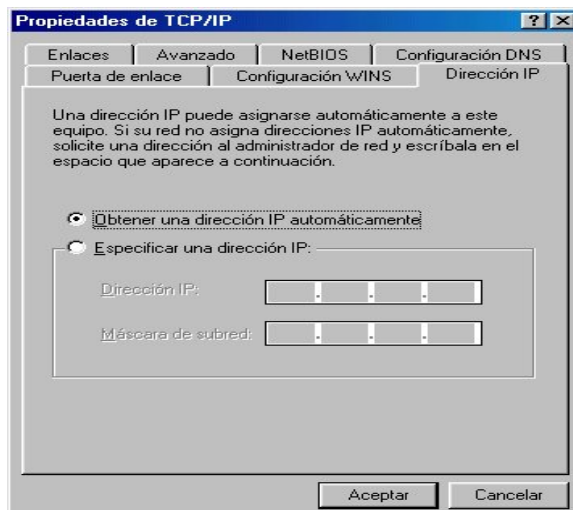 Propiedades de TCP/IP
Enlaces Avanzado NetBIOS Configuración DNS
Puerta de enlace Configuración WINS Dirección IP
Una dirección IP puede asignarse automáticamente a este
equipo. Si su red no asigna direcciones IP automáticamente,
solicite una dirección al administrador de red y escríbala en el
espacio que aparece a continuación.
Obtener una dirección IP automáticamente
Especificar una dirección IP:
Dirección IP:
Máscara de subred:
Aceptar Cancelar